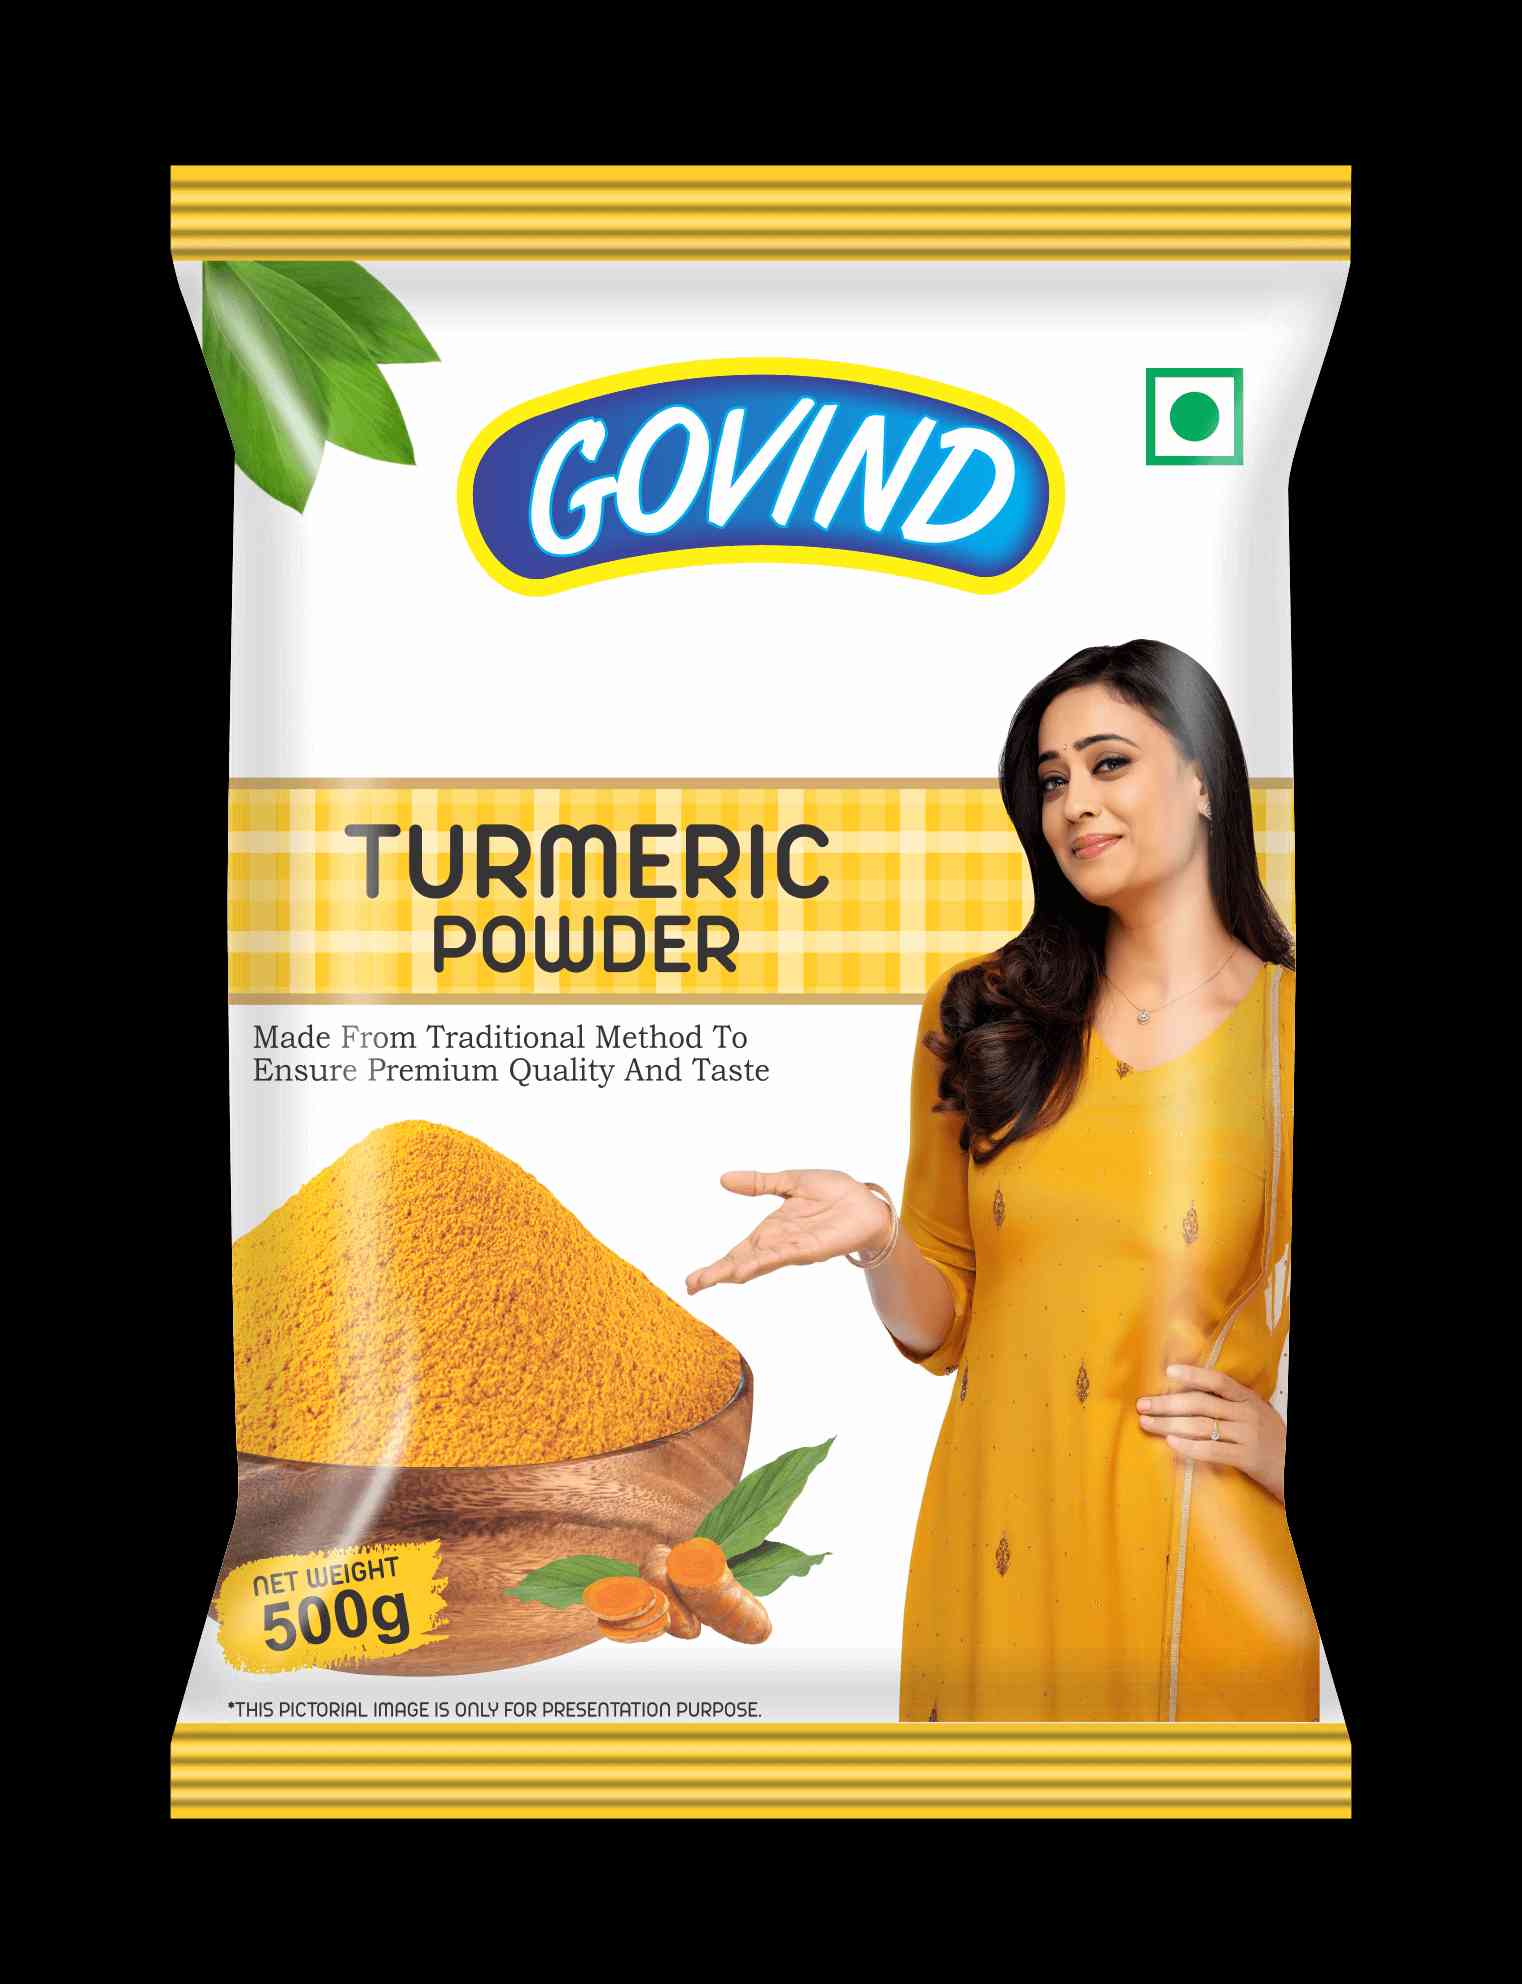 GOVIND
TURMERIC
POWDER
Made From Traditional Method To
Ensure Premium Quality And Taste
NET WEIGHT
500g
*THIS PICTORIAL IMAGE IS ONLY FOR PRESENTATION PURPOSE.